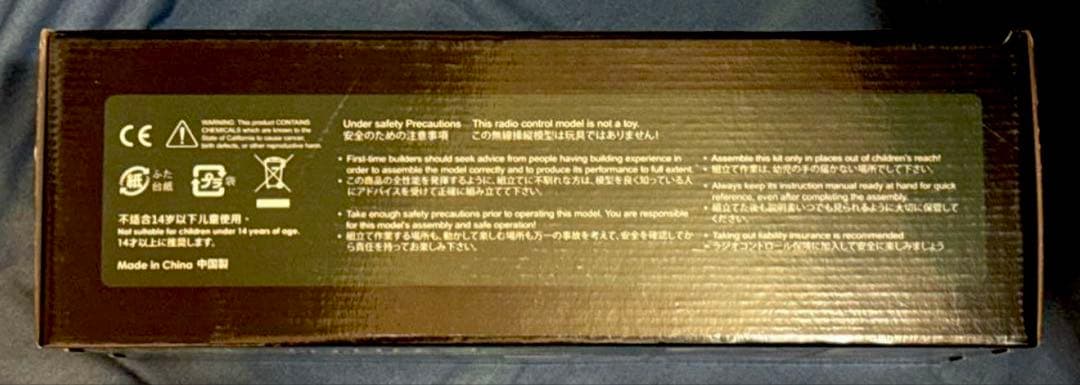 CE
WARNING: This product CONTAINS
CHEMICALS which are known to the
State of California to cause cancer,
birth defects, or other reproductive harm.
紙
ふた
台紙
プラ
袋
不适合14岁以下儿童使用・
Not suitable for children under 14 years of age.
14才以上に推奨します.
Made in China 中国製
Under safety Precautions This radio control model is not a toy.
安全のための注意事項 この無線操縦模型は玩具ではありません!
・First-time builders should seek advice from people having building experience in
order to assemble the model correctly and to produce its performance to full extent.
・この商品の全性能を発揮するように、組立てに不馴れな方は、模型を良く知っている人
にアドバイスを受けて正確に組み立てて下さい。
・Take enough safety precautions prior to operating this model. You are responsible
for this model's assembly and safe operation!
・組立て作業する場所も、動かして楽しむ場所も万一の事故を考えて、安全を確認してか
ら責任を持ってお楽しみ下さい。
・Assemble this kit only in places out of children's reach!
組立て作業は、幼児の手の届かない場所でして下さい。
・Always keep its instruction manual ready at hand for quick
reference, even after completing the assembly.
・組立てた後も説明書いつでも見られるように大切に保管して
ください。
・Taking out liability insurance is recommended
・ラジオコントロール保険に加入して安全に楽しみましょう